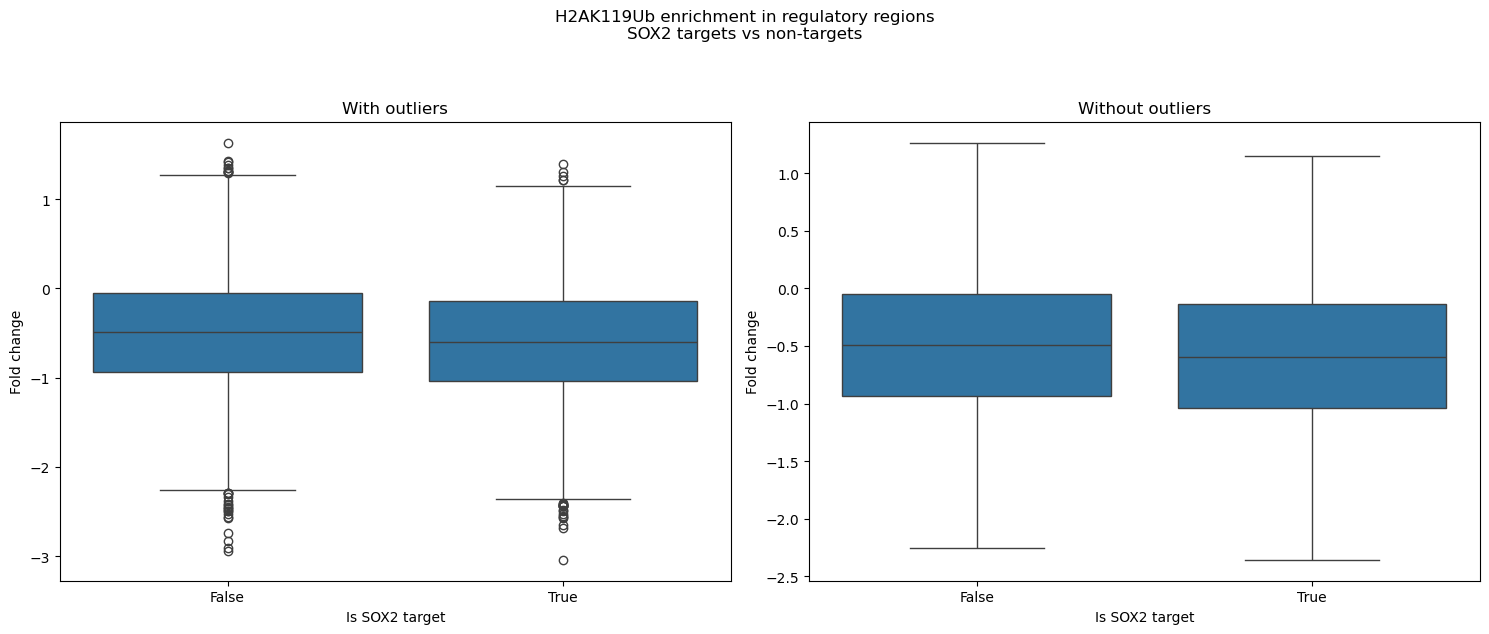 H2AK119Ub enrichment in regulatory regions
SOX2 targets vs non-targets
With outliers
Fold change
1
0
−1
−2
−3
False
True
Is SOX2 target
Without outliers
Fold change
1.0
0.5
0.0
−0.5
−1.0
−1.5
−2.0
−2.5
False
True
Is SOX2 target